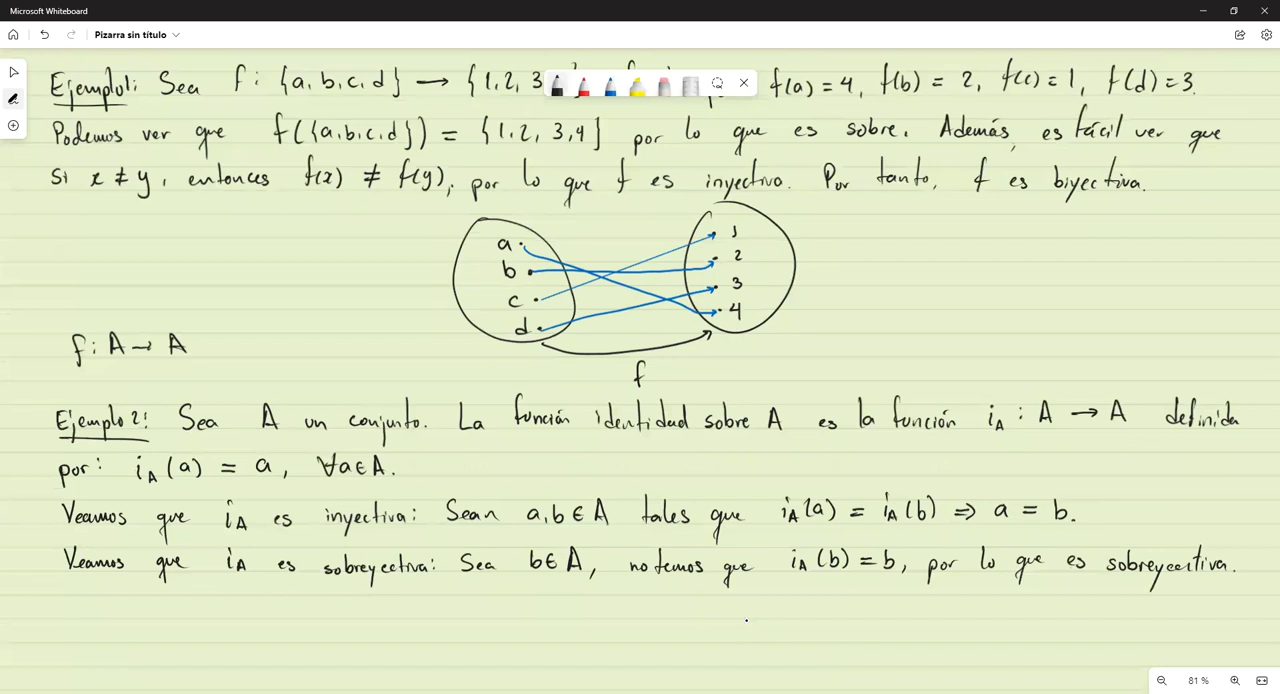 Microsoft Whiteboard
Pizarra sin título
Ejemplo1: Sea f: {a,b,c,d} → {1,2,3 f(a)=4, f(b)=2, f(c)=1, f(d)=3.
Podemos ver que f({a,b,c,d}) = {1,2,3,4} por lo que es sobre. Además, es fácil ver que
si x ≠ y, entonces f(x) ≠ f(y), por lo que f es inyectiva. Por tanto, f es biyectiva.
a
b
c
d
1
2
3
4
f
f: A → A
Ejemplo 2: Sea A un conjunto. La función identidad sobre A es la función i_A : A → A definida
por: i_A(a) = a, ∀a∈A.
Veamos que i_A es inyectiva: Sean a,b∈A tales que i_A(a) = i_A(b) ⇒ a = b.
Veamos que i_A es sobreyectiva: Sea b∈A, notemos que i_A(b) = b, por lo que es sobreyectiva.
81 %